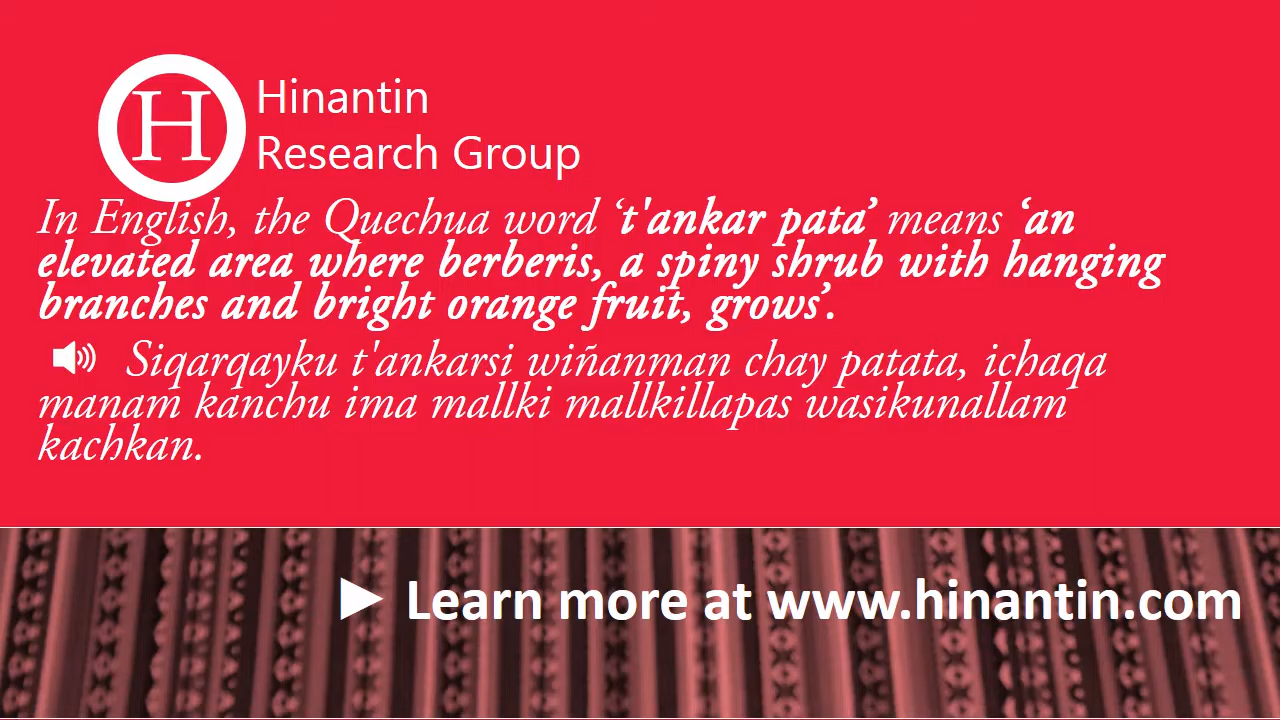 H
Hinantin
Research Group
In English, the Quechua word ‘t'ankar pata’ means ‘an
elevated area where berberis, a spiny shrub with hanging
branches and bright orange fruit, grows’.
Siqarqayku t'ankarsi wiñanman chay patata, ichaqa
manam kanchu ima mallki mallkillapas wasikunallam
kachkan.
Learn more at www.hinantin.com